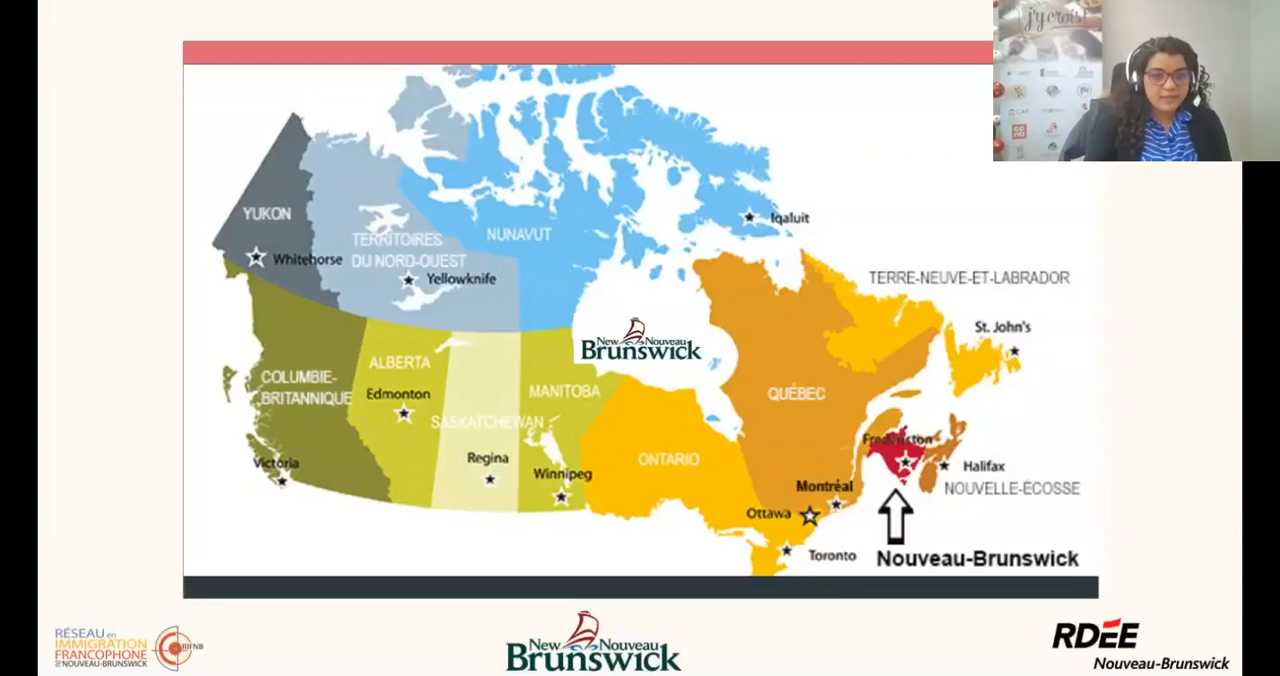 j'y crois!
YUKON
Whitehorse
TERRITOIRES
DU NORD-OUEST
Yellowknife
NUNAVUT
Iqaluit
TERRE-NEUVE-ET-LABRADOR
St. John's
New Nouveau
Brunswick
COLUMBIE-
BRITANNIQUE
Victoria
ALBERTA
Edmonton
SASKATCHEWAN
Regina
MANITOBA
Winnipeg
ONTARIO
QUÉBEC
Montréal
Ottawa
Toronto
Fredericton
Halifax
NOUVELLE-ÉCOSSE
Nouveau-Brunswick
RÉSEAU en
IMMIGRATION
FRANCOPHONE
NOUVEAU-BRUNSWICK
RIFNB
New Nouveau
Brunswick
RDÉE
Nouveau-Brunswick